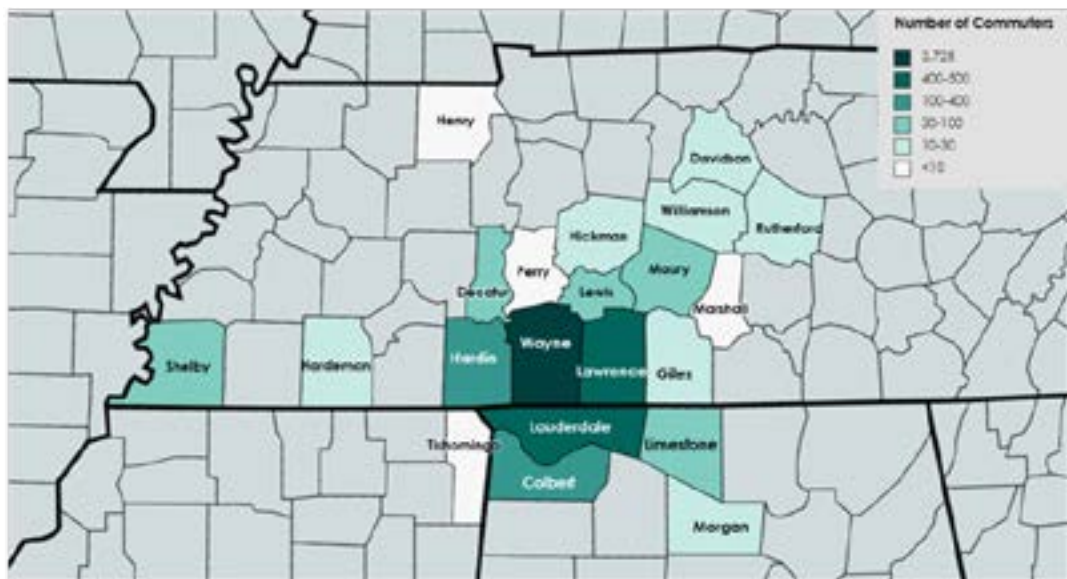 Number of Commuters
2,728
400-500
100-400
30-100
10-30
<10
Henry
Davidson
Williamson
Rutherford
Hickman
Perry
Maury
Decatur
Lewis
Marshall
Wayne
Shelby
Hardeman
Hardin
Lawrence
Giles
Lauderdale
Tishomingo
Limestone
Colbert
Morgan